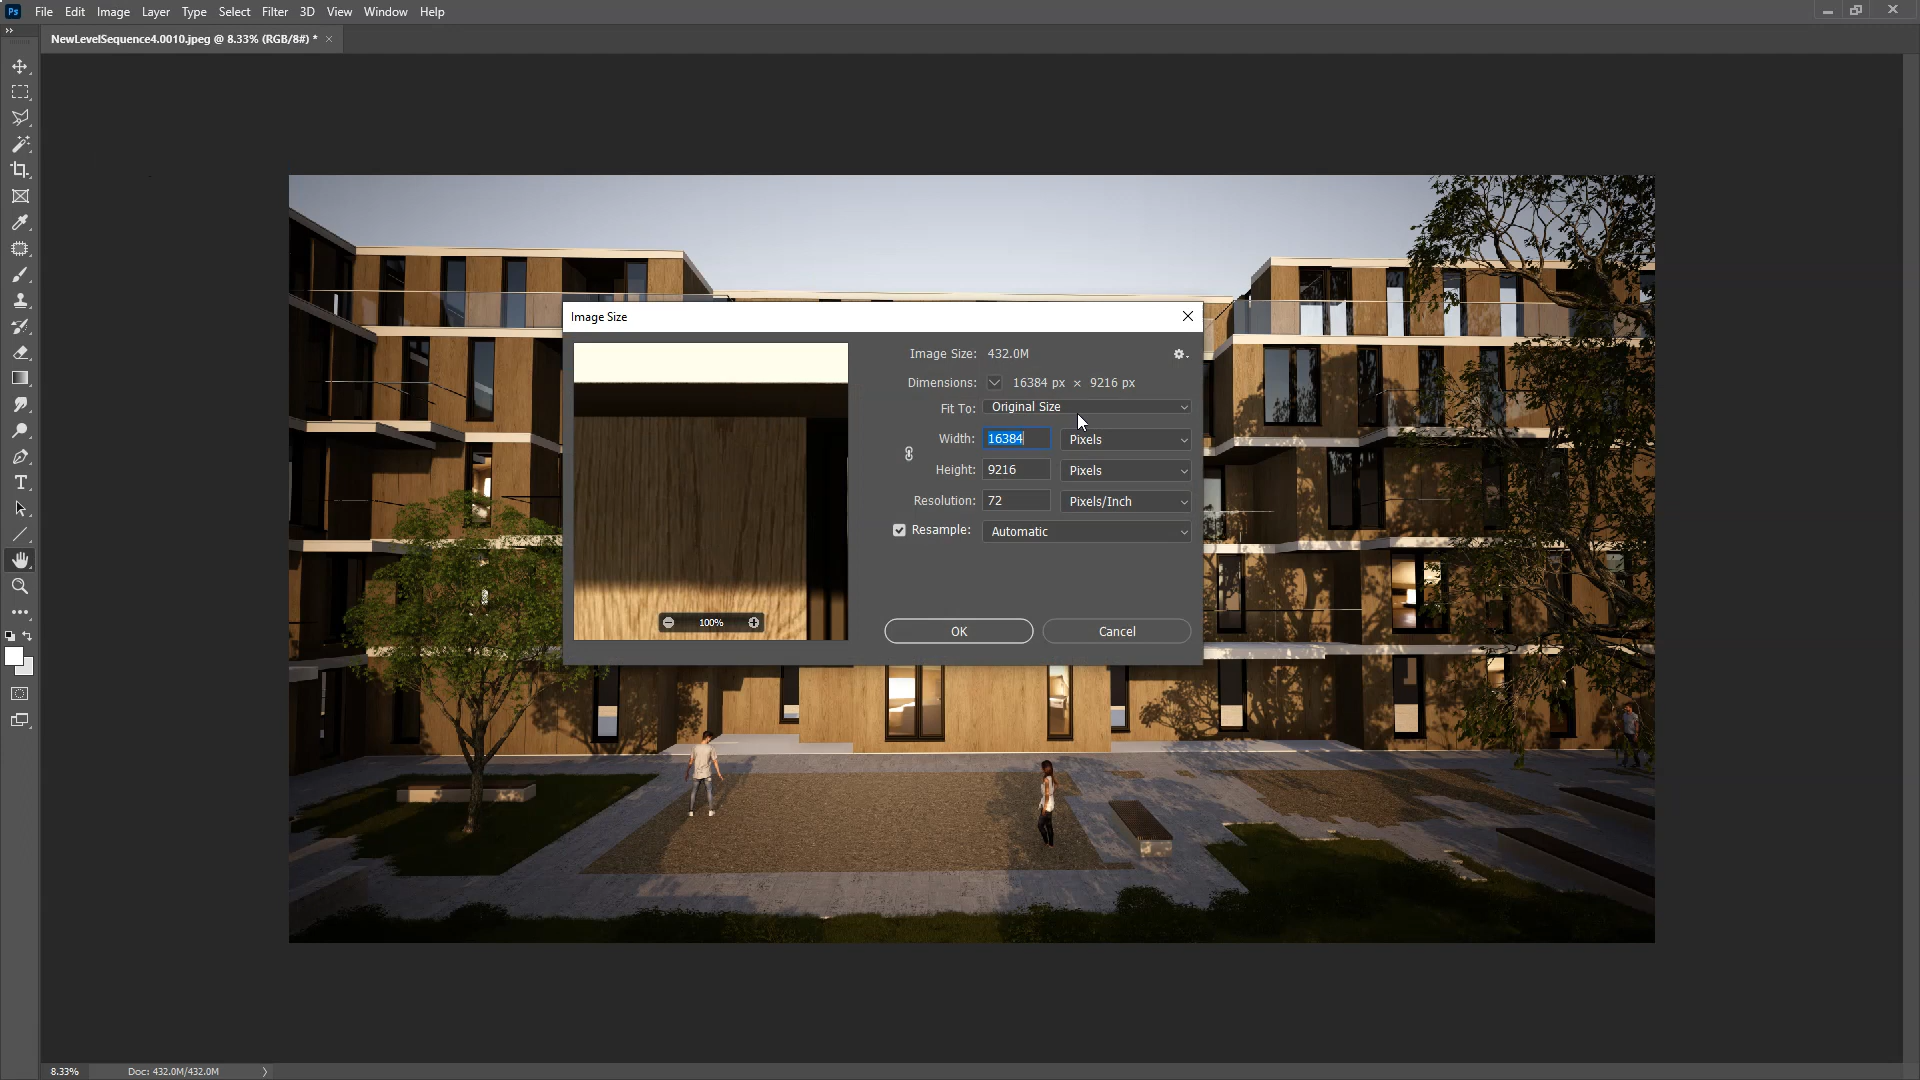 Ps File Edit Image Layer Type Select Filter 3D View Window Help
NewLevelSequence4.0010.jpeg @ 8.33% (RGB/8#) *
Image Size
Image Size: 432.0M
Dimensions: 16384 px × 9216 px
Fit To: Original Size
Width: 16384 Pixels
Height: 9216 Pixels
Resolution: 72 Pixels/Inch
Resample: Automatic
100%
OK Cancel
8.33% Doc: 432.0M/432.0M